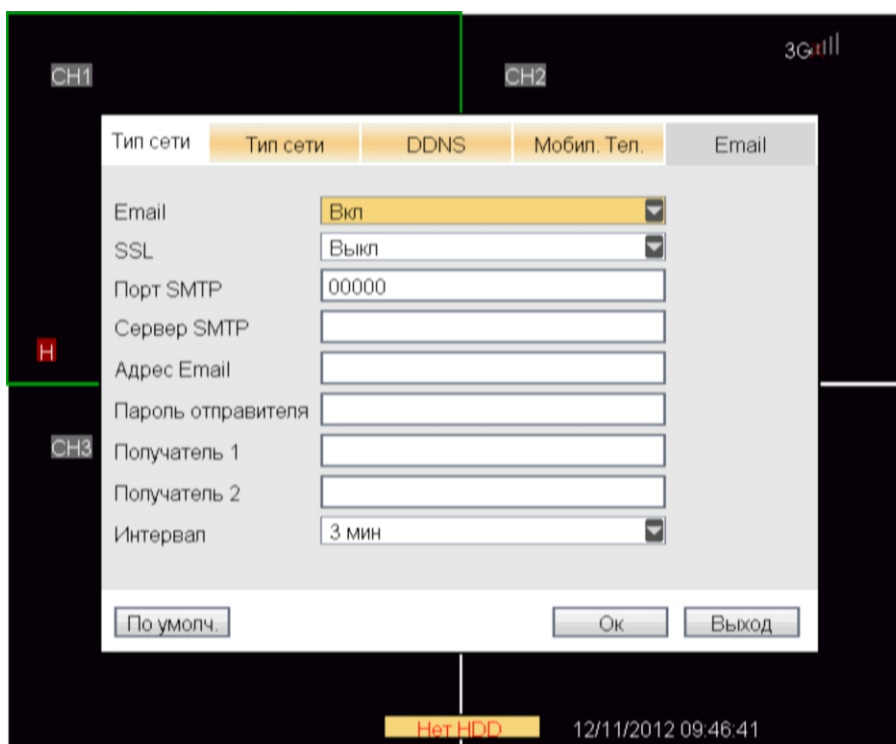 3G
CH1
CH2
Тип сети
Тип сети
DDNS
Мобил. Тел.
Email
Email
Вкл
SSL
Выкл
Порт SMTP
00000
Сервер SMTP
H
Адрес Email
Пароль отправителя
CH3
Получатель 1
Получатель 2
Интервал
3 мин
По умолч.
Ок
Выход
Нет HDD
12/11/2012 09:46:41